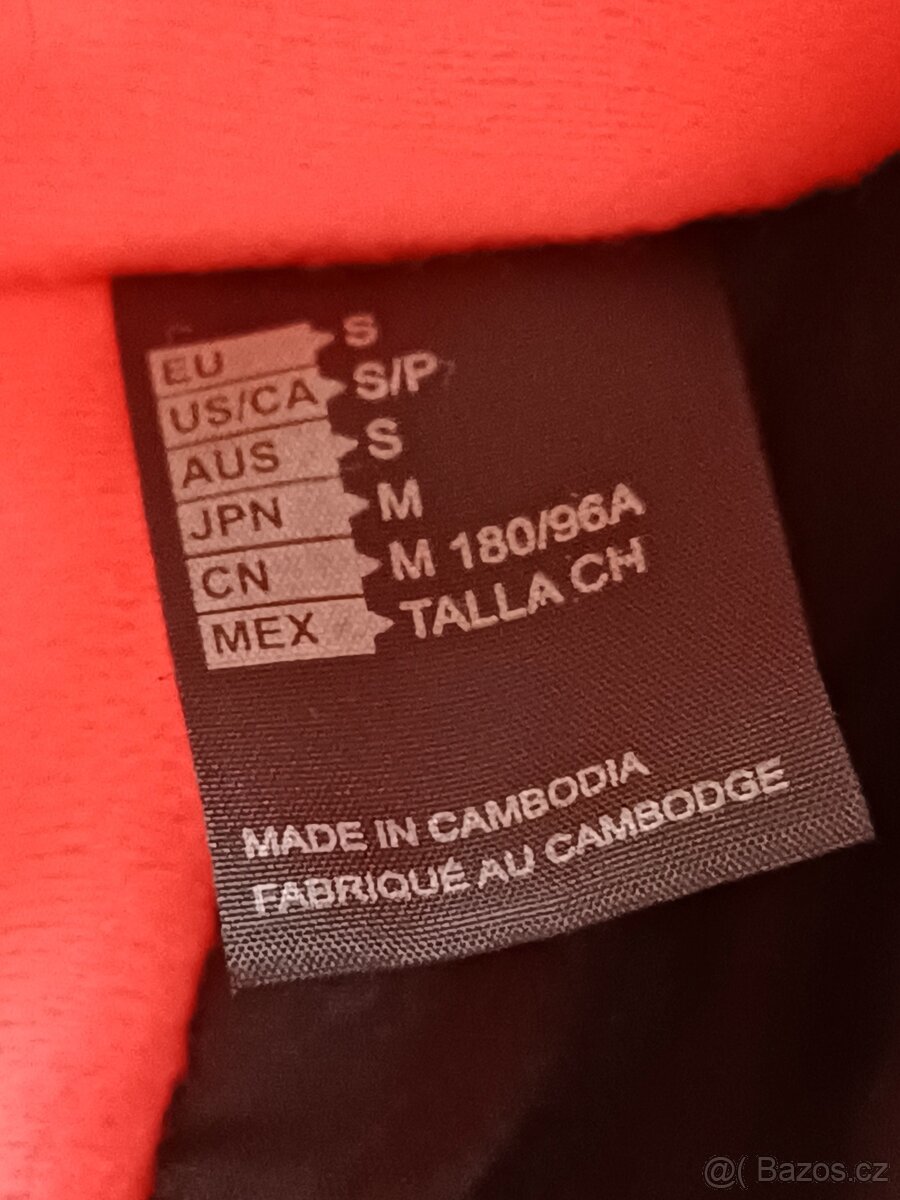 EU S
US/CA S/P
AUS S
JPN M
CN M 180/96A
MEX TALLA CH
MADE IN CAMBODIA
FABRIQUÉ AU CAMBODGE
@( Bazos.cz